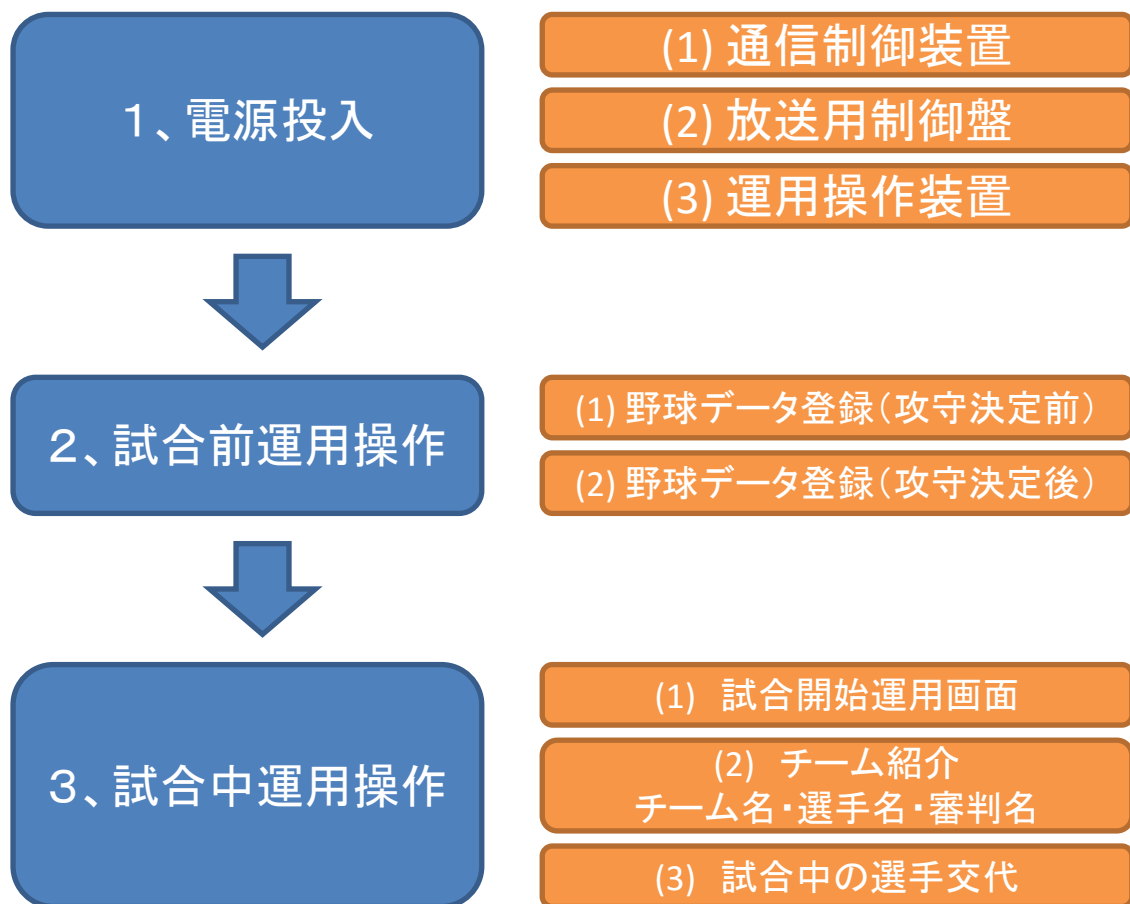 １、電源投入
(1) 通信制御装置
(2) 放送用制御盤
(3) 運用操作装置
２、試合前運用操作
(1) 野球データ登録（攻守決定前）
(2) 野球データ登録（攻守決定後）
３、試合中運用操作
(1)　試合開始運用画面
(2)　チーム紹介
チーム名・選手名・審判名
(3)　試合中の選手交代